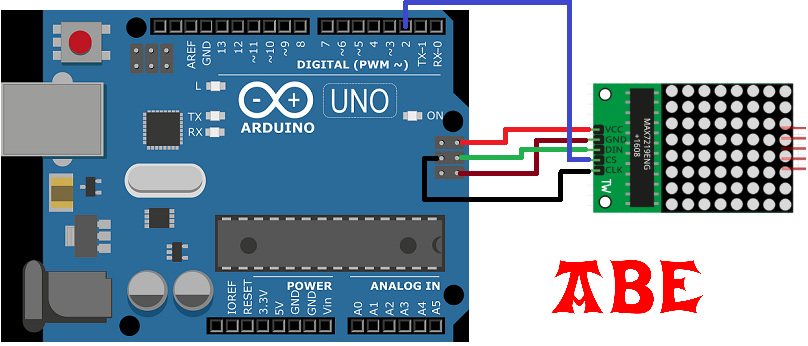 AREF
GND
13
12
~11
~10
~9
8
7
~6
~5
4
~3
2
TX-1
RX-0
DIGITAL (PWM ~)
L
TX
RX
ARDUINO
UNO
ON
VCC
GND
DIN
CS
CLK
MAX7219ENG
*1608
TW
POWER
ANALOG IN
IOREF
RESET
3.3V
5V
GND
GND
Vin
A0
A1
A2
A3
A4
A5
ABE